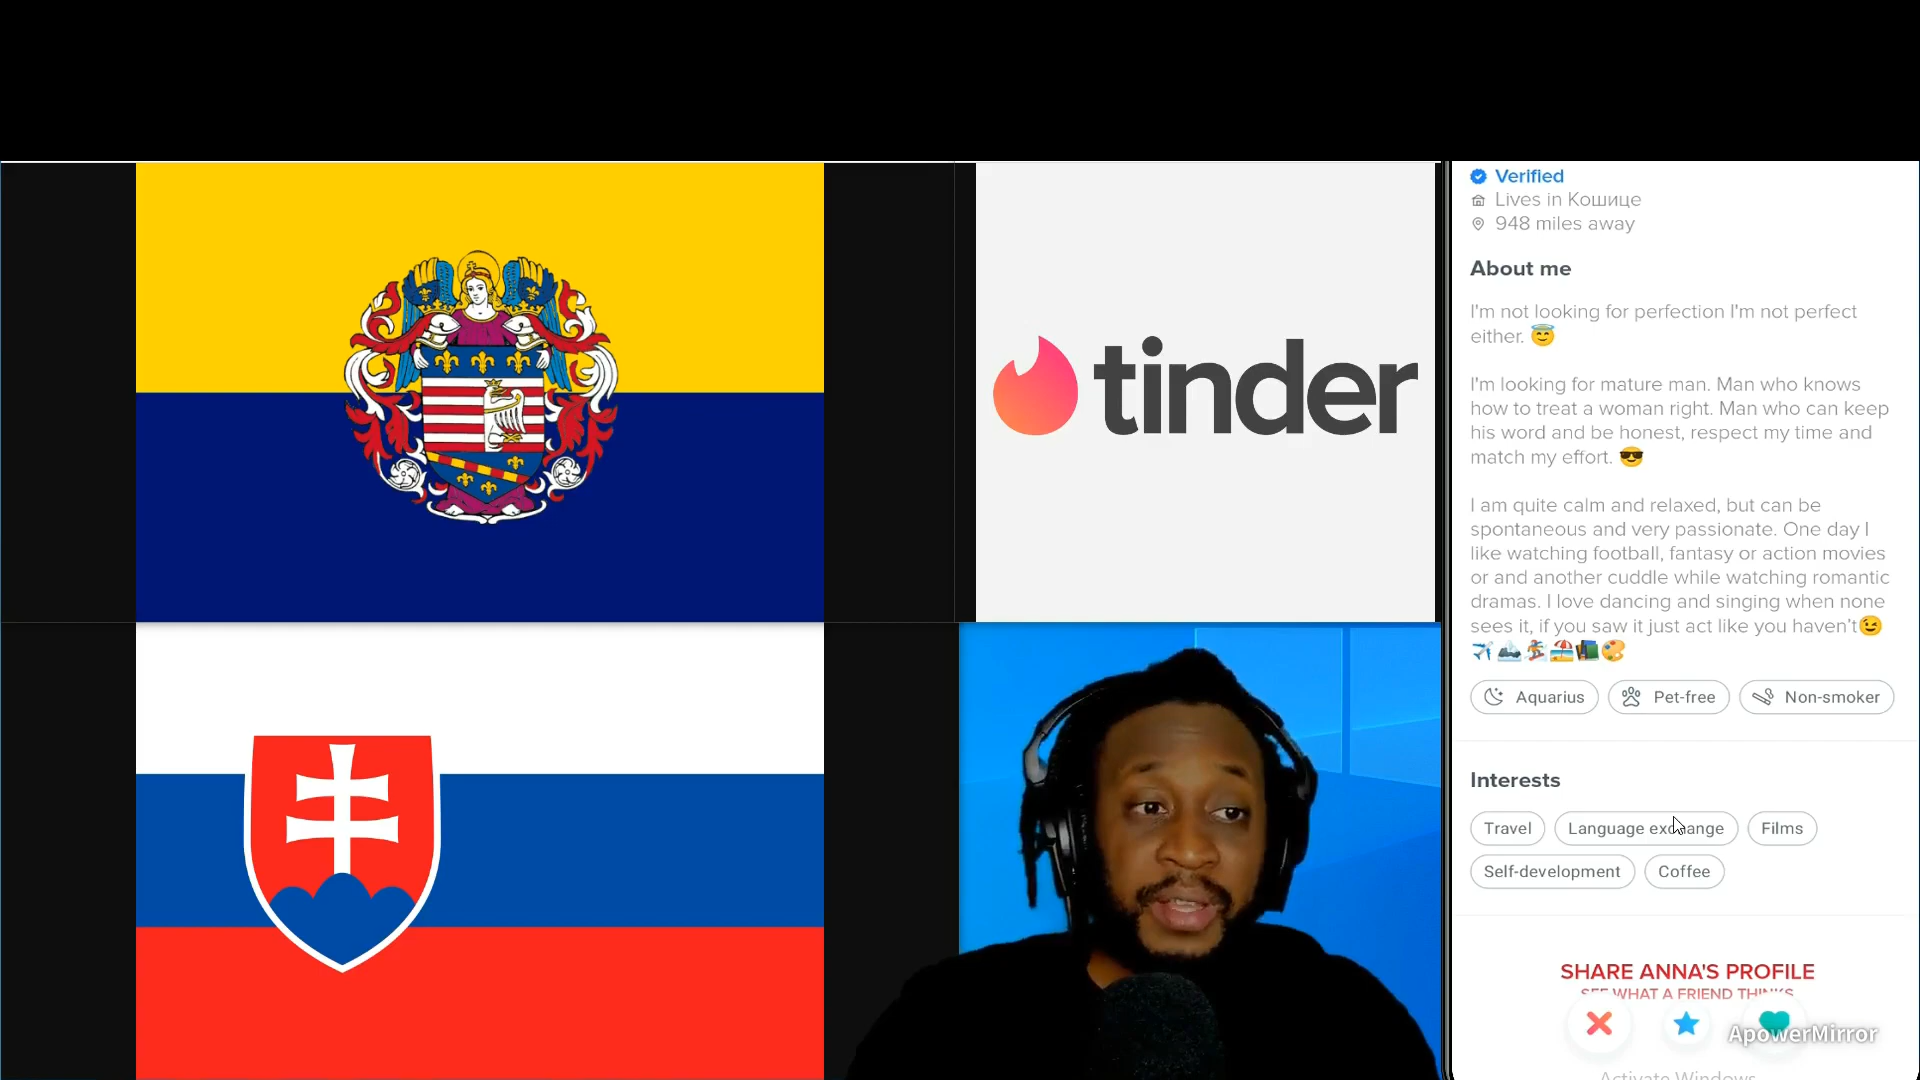 tinder
Verified
Lives in Кошице
948 miles away
About me
I'm not looking for perfection I'm not perfect
either. 😇
I'm looking for mature man. Man who knows
how to treat a woman right. Man who can keep
his word and be honest, respect my time and
match my effort. 😎
I am quite calm and relaxed, but can be
spontaneous and very passionate. One day I
like watching football, fantasy or action movies
or and another cuddle while watching romantic
dramas. I love dancing and singing when none
sees it, if you saw it just act like you haven't😉
✈️🏔️🏂🏖️📚🎨
Aquarius Pet-free Non-smoker
Interests
Travel Language exchange Films
Self-development Coffee
SHARE ANNA'S PROFILE
SEE WHAT A FRIEND THINKS
ApowerMirror
Activate Windows